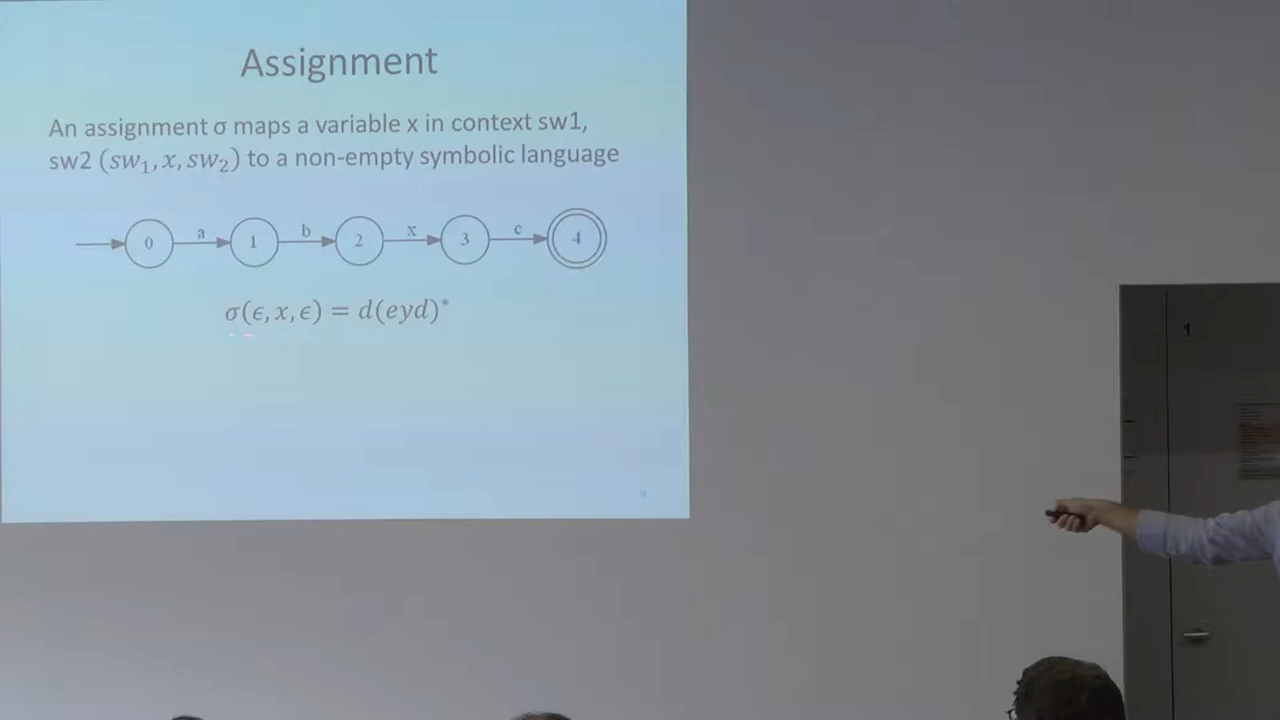 Assignment
An assignment σ maps a variable x in context sw1,
sw2 (sw₁, x, sw₂) to a non-empty symbolic language
0 a 1 b 2 x 3 c 4
σ(ϵ, x, ϵ) = d(eyd)*
1